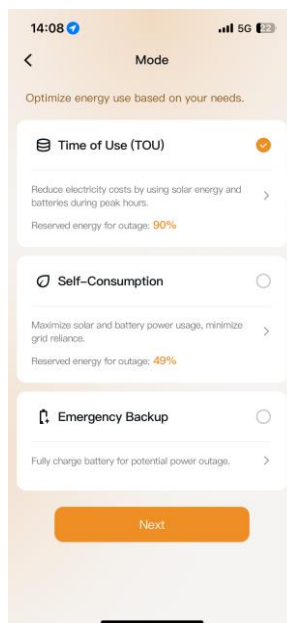 14:08 5G 22
Mode
Optimize energy use based on your needs.
Time of Use (TOU)
Reduce electricity costs by using solar energy and
batteries during peak hours.
Reserved energy for outage: 90%
Self-Consumption
Maximize solar and battery power usage, minimize
grid reliance.
Reserved energy for outage: 49%
Emergency Backup
Fully charge battery for potential power outage.
Next